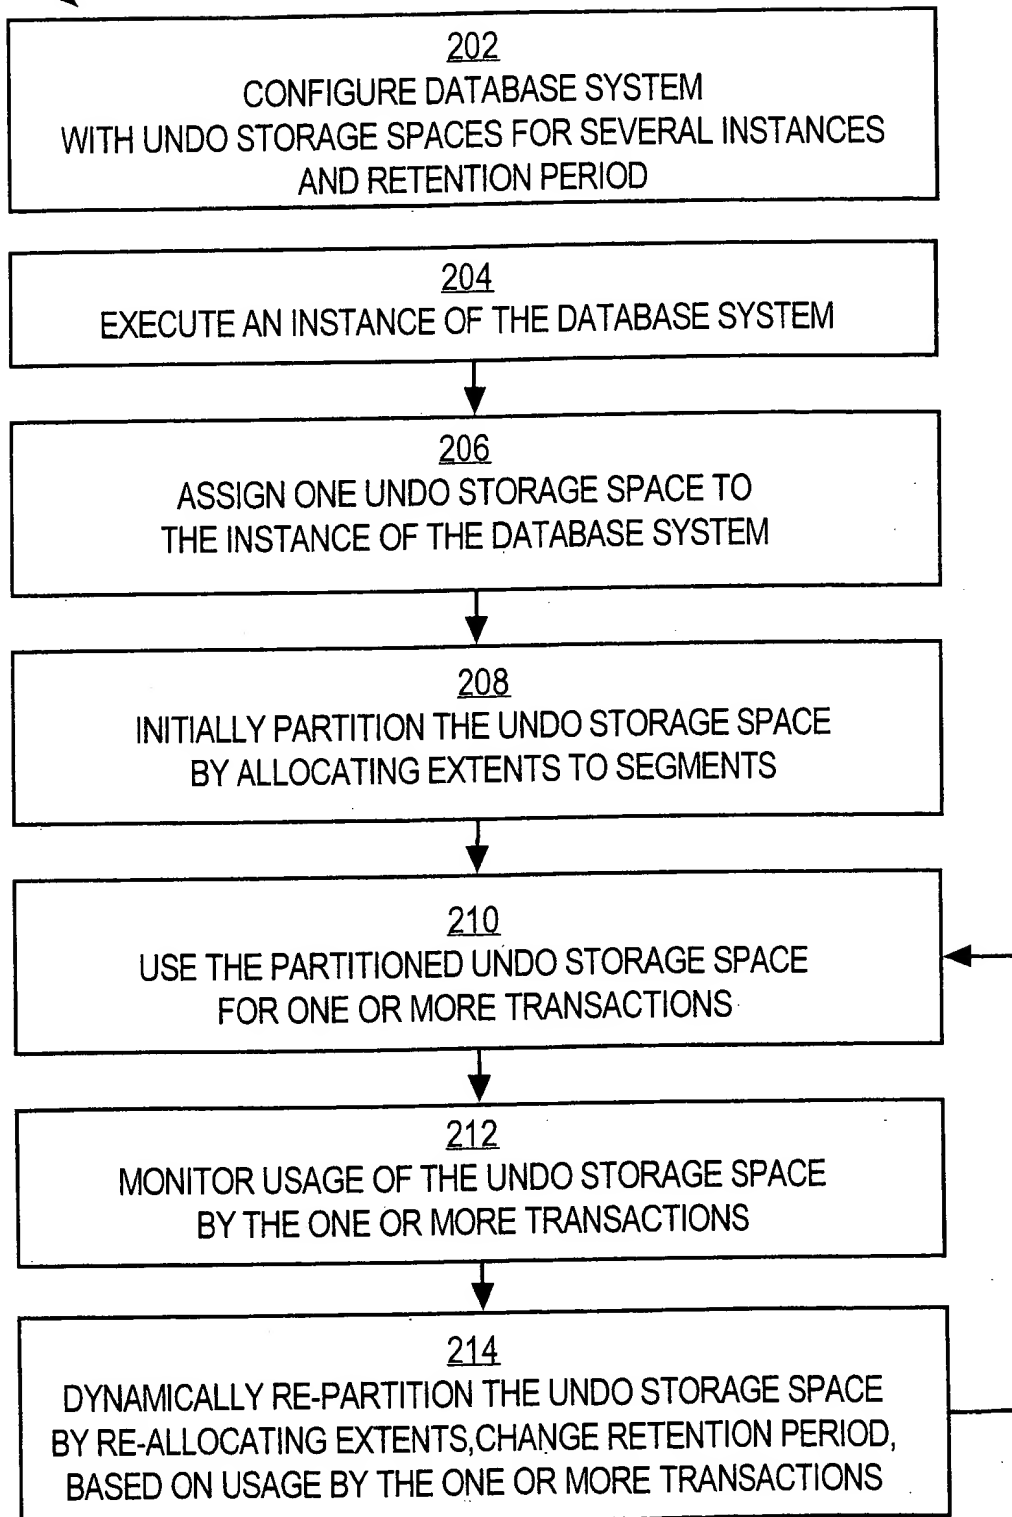 202
CONFIGURE DATABASE SYSTEM
WITH UNDO STORAGE SPACES FOR SEVERAL INSTANCES
AND RETENTION PERIOD
204
EXECUTE AN INSTANCE OF THE DATABASE SYSTEM
206
ASSIGN ONE UNDO STORAGE SPACE TO
THE INSTANCE OF THE DATABASE SYSTEM
208
INITIALLY PARTITION THE UNDO STORAGE SPACE
BY ALLOCATING EXTENTS TO SEGMENTS
210
USE THE PARTITIONED UNDO STORAGE SPACE
FOR ONE OR MORE TRANSACTIONS
212
MONITOR USAGE OF THE UNDO STORAGE SPACE
BY THE ONE OR MORE TRANSACTIONS
214
DYNAMICALLY RE-PARTITION THE UNDO STORAGE SPACE
BY RE-ALLOCATING EXTENTS,CHANGE RETENTION PERIOD,
BASED ON USAGE BY THE ONE OR MORE TRANSACTIONS